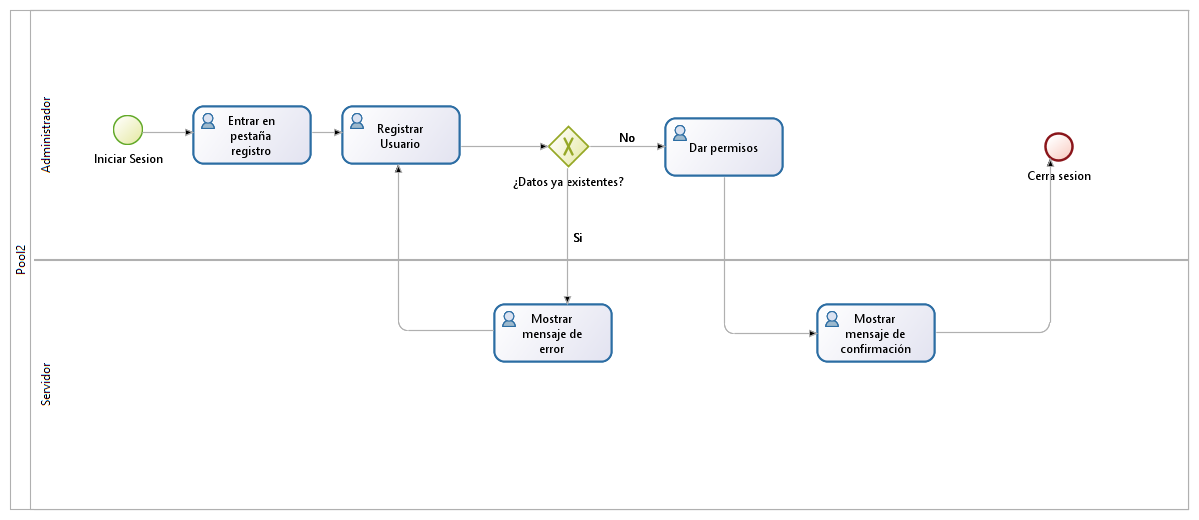 Pool2
Administrador
Iniciar Sesion
Entrar en
pestaña
registro
Registrar
Usuario
¿Datos ya existentes?
No
Si
Dar permisos
Cerra sesion
Servidor
Mostrar
mensaje de
error
Mostrar
mensaje de
confirmación